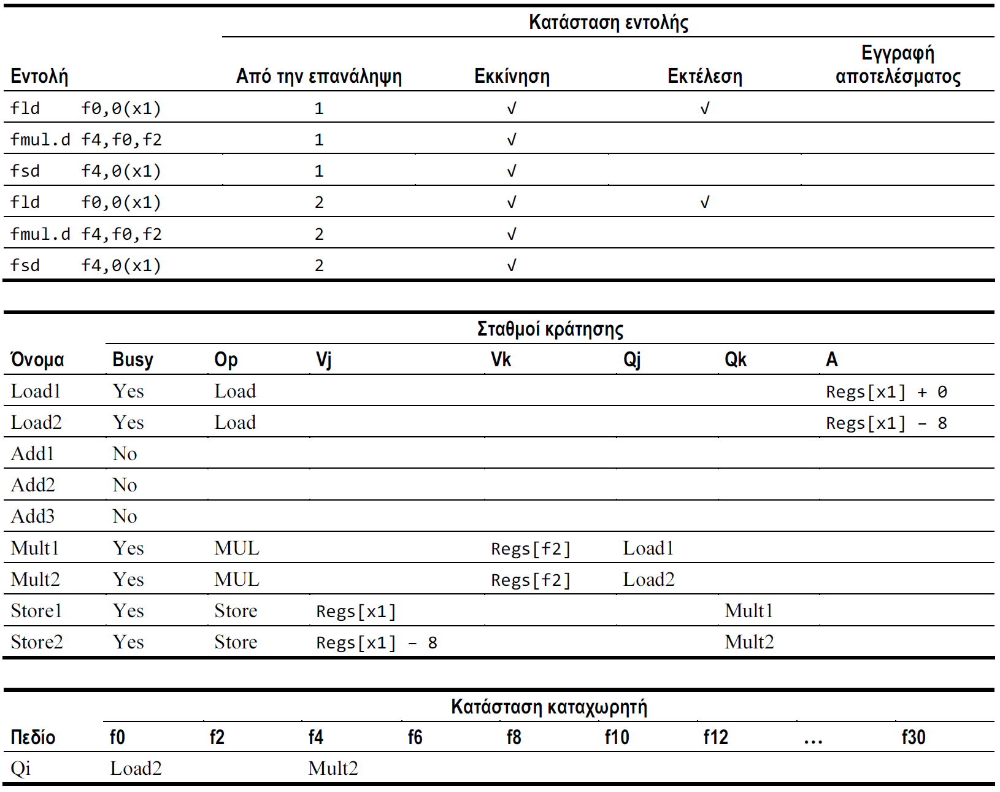 Κατάσταση εντολής
Εντολή Από την επανάληψη Εκκίνηση Εκτέλεση Εγγραφή αποτελέσματος
fld f0,0(x1) 1 √ √
fmul.d f4,f0,f2 1 √
fsd f4,0(x1) 1 √
fld f0,0(x1) 2 √ √
fmul.d f4,f0,f2 2 √
fsd f4,0(x1) 2 √
Σταθμοί κράτησης
Όνομα Busy Op Vj Vk Qj Qk A
Load1 Yes Load Regs[x1] + 0
Load2 Yes Load Regs[x1] – 8
Add1 No
Add2 No
Add3 No
Mult1 Yes MUL Regs[f2] Load1
Mult2 Yes MUL Regs[f2] Load2
Store1 Yes Store Regs[x1] Mult1
Store2 Yes Store Regs[x1] – 8 Mult2
Κατάσταση καταχωρητή
Πεδίο f0 f2 f4 f6 f8 f10 f12 … f30
Qi Load2 Mult2